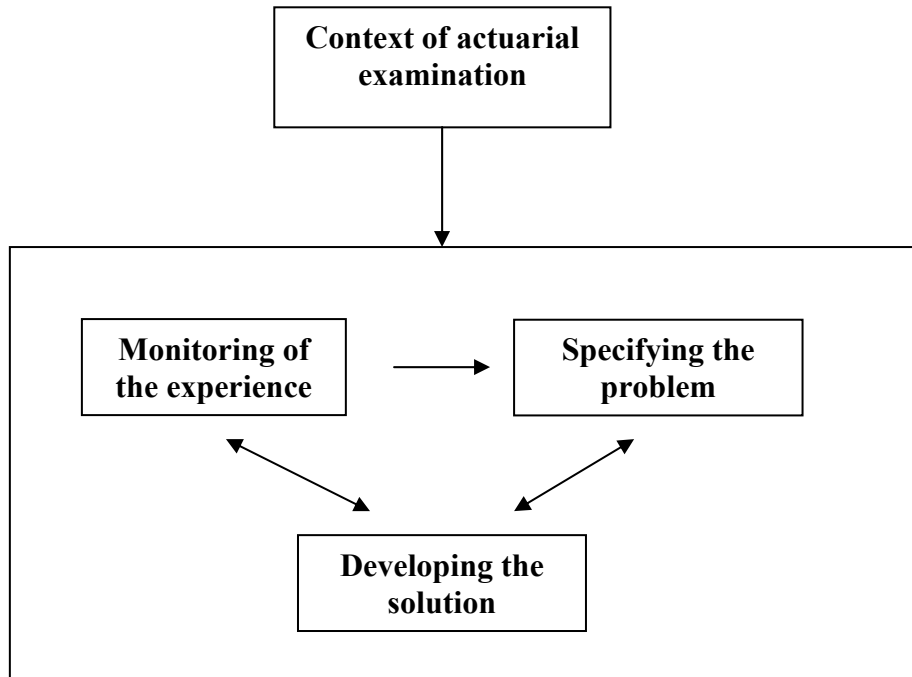 Context of actuarial
examination
Monitoring of
the experience
Specifying the
problem
Developing the
solution